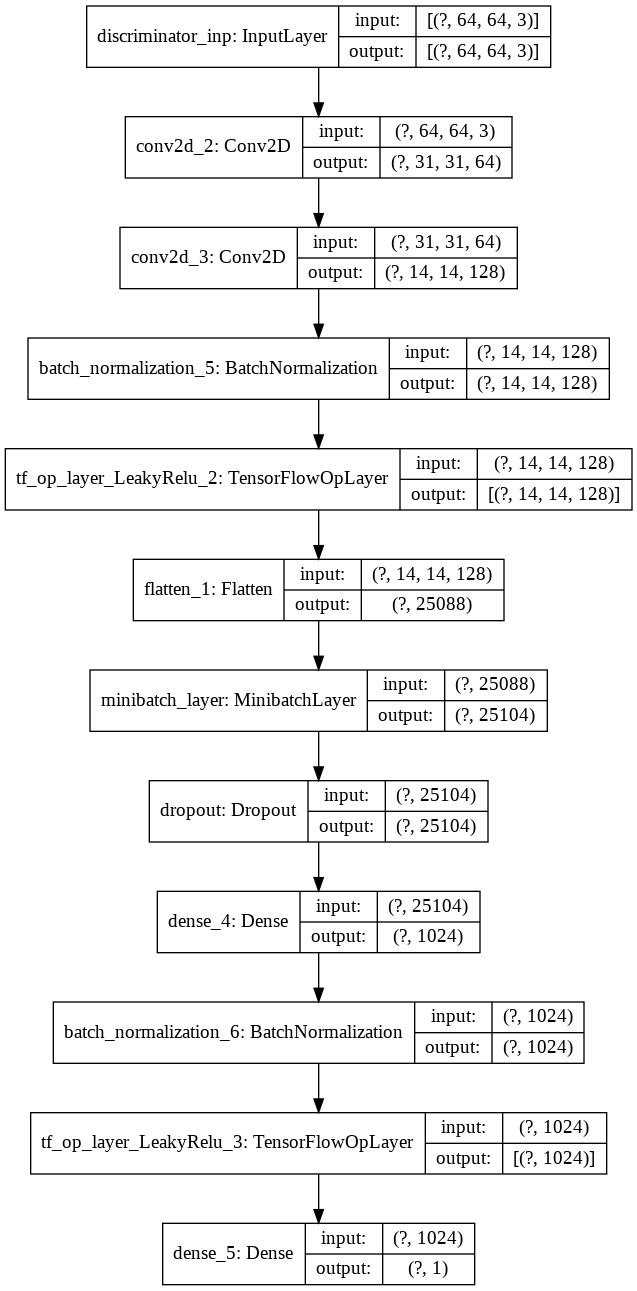 discriminator_inp: InputLayer
input: [(?, 64, 64, 3)]
output: [(?, 64, 64, 3)]
conv2d_2: Conv2D
input: (?, 64, 64, 3)
output: (?, 31, 31, 64)
conv2d_3: Conv2D
input: (?, 31, 31, 64)
output: (?, 14, 14, 128)
batch_normalization_5: BatchNormalization
input: (?, 14, 14, 128)
output: (?, 14, 14, 128)
tf_op_layer_LeakyRelu_2: TensorFlowOpLayer
input: (?, 14, 14, 128)
output: [(?, 14, 14, 128)]
flatten_1: Flatten
input: (?, 14, 14, 128)
output: (?, 25088)
minibatch_layer: MinibatchLayer
input: (?, 25088)
output: (?, 25104)
dropout: Dropout
input: (?, 25104)
output: (?, 25104)
dense_4: Dense
input: (?, 25104)
output: (?, 1024)
batch_normalization_6: BatchNormalization
input: (?, 1024)
output: (?, 1024)
tf_op_layer_LeakyRelu_3: TensorFlowOpLayer
input: (?, 1024)
output: [(?, 1024)]
dense_5: Dense
input: (?, 1024)
output: (?, 1)